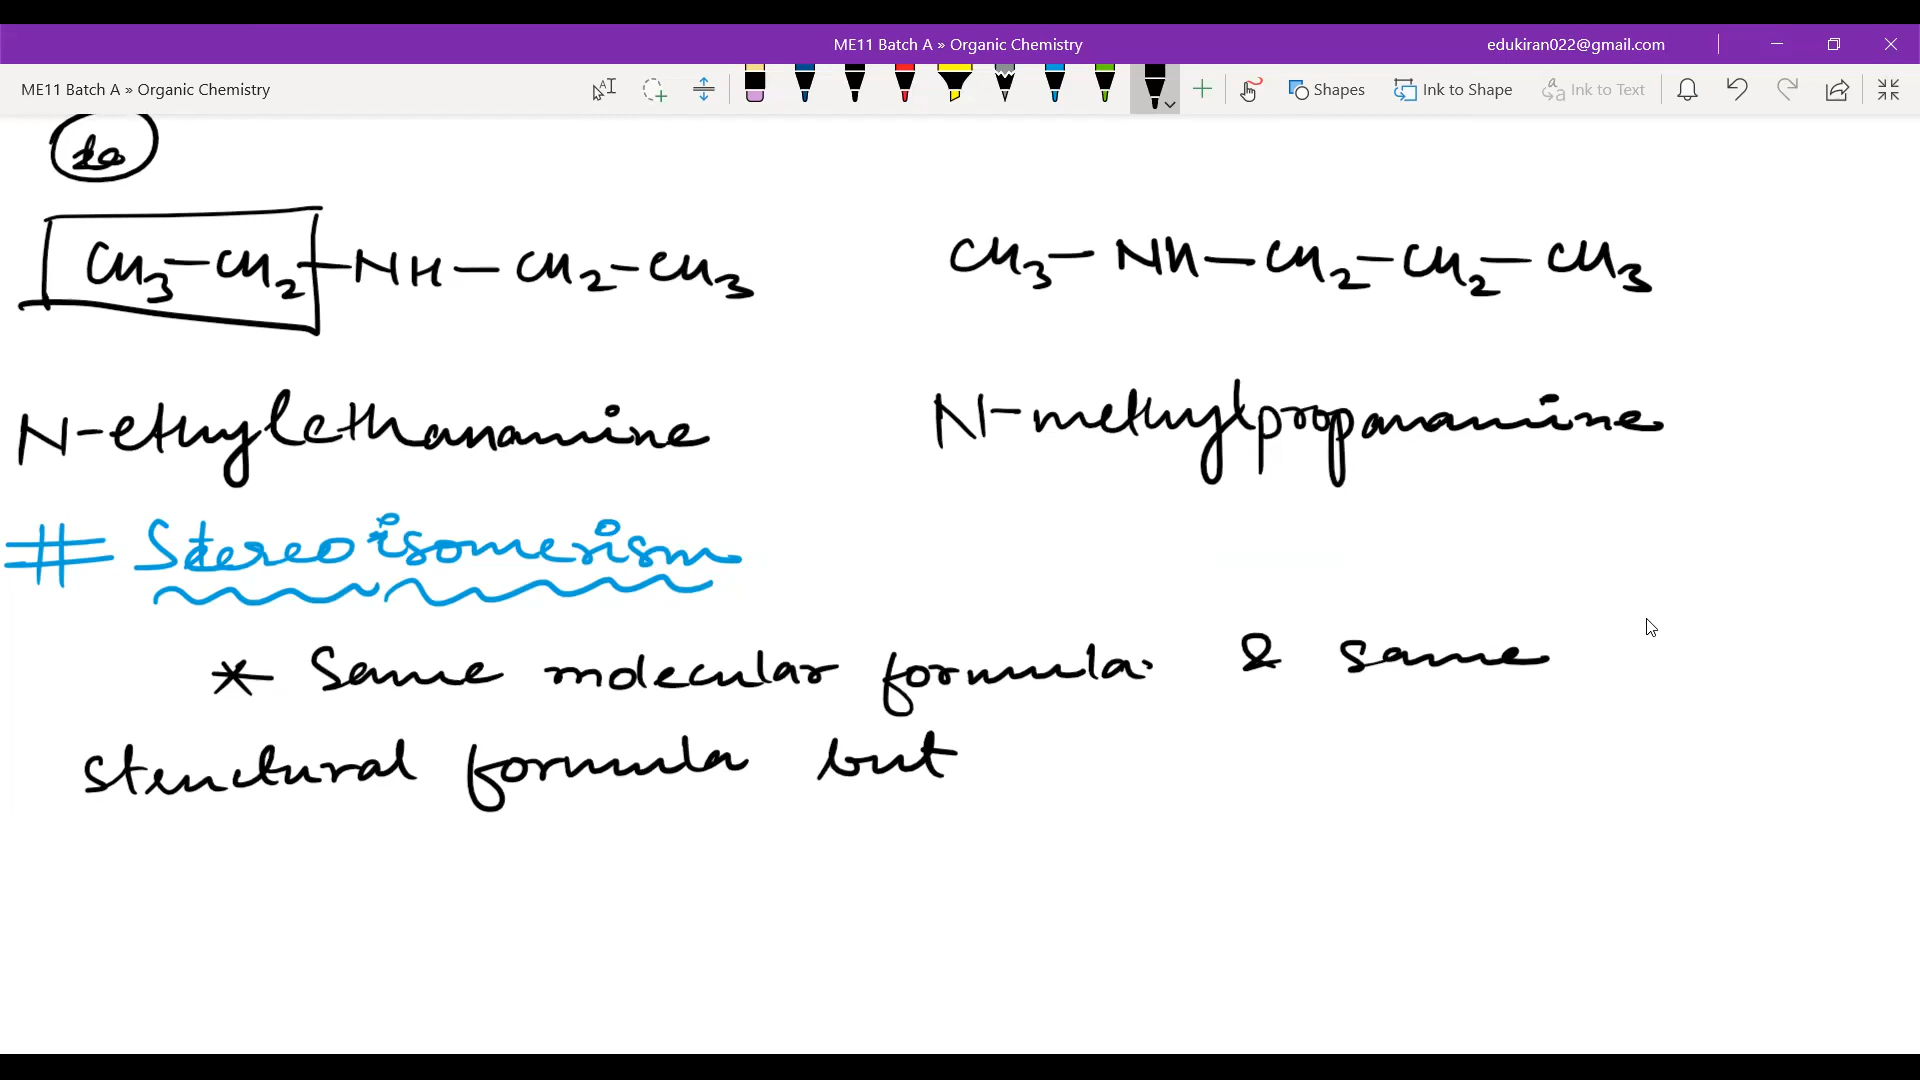 ME11 Batch A » Organic Chemistry
edukiran022@gmail.com
ME11 Batch A » Organic Chemistry
Shapes
Ink to Shape
Ink to Text
CH3-CH2-NH-CH2-CH3
CH3-NH-CH2-CH2-CH3
N-ethylethanamine
N-methylpropanamine
# Stereoisomerism
* Same molecular formula & same
structural formula but